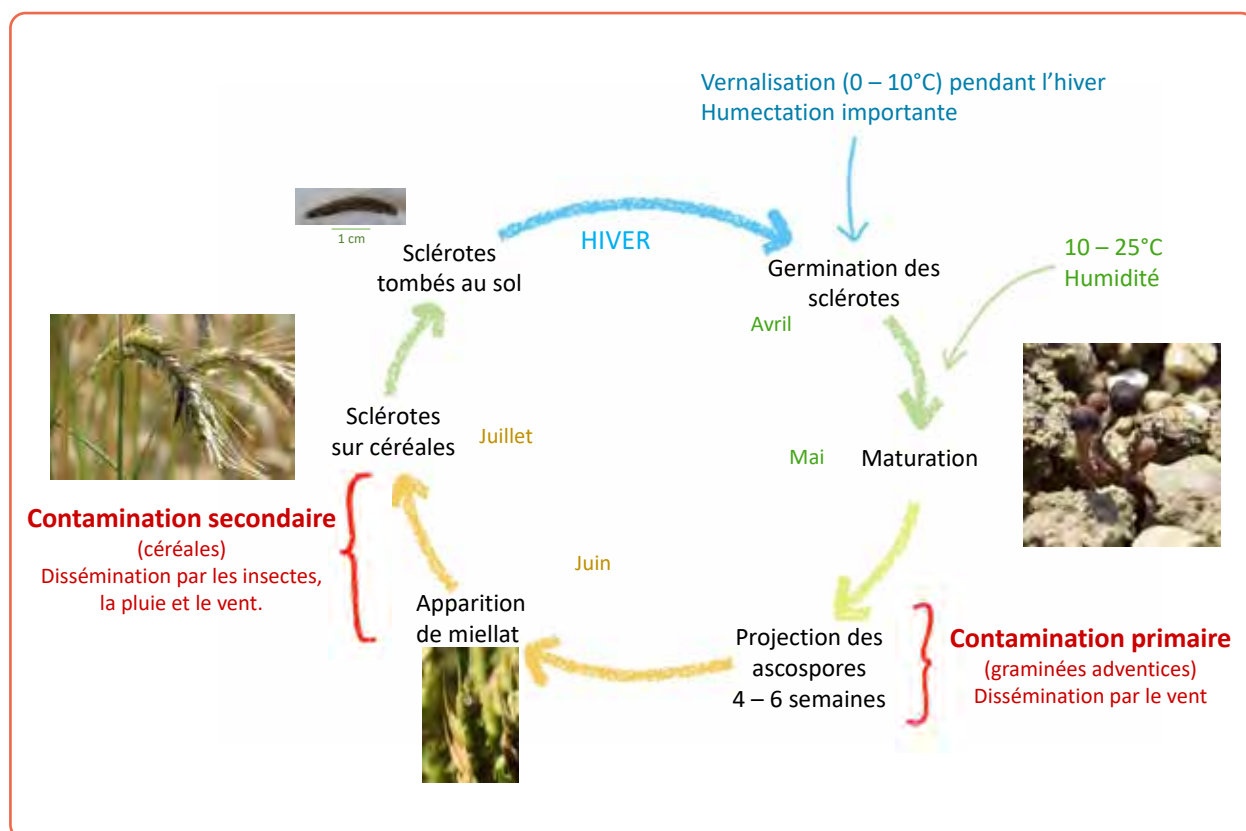 Vernalisation (0 – 10°C) pendant l'hiver
Humectation importante
1 cm
Sclérotes
tombés au sol
HIVER
Germination des
sclérotes
10 – 25°C
Humidité
Avril
Sclérotes
sur céréales
Juillet
Mai
Maturation
Contamination secondaire
(céréales)
Dissémination par les insectes,
la pluie et le vent.
Juin
Apparition
de miellat
Projection des
ascospores
4 – 6 semaines
Contamination primaire
(graminées adventices)
Dissémination par le vent